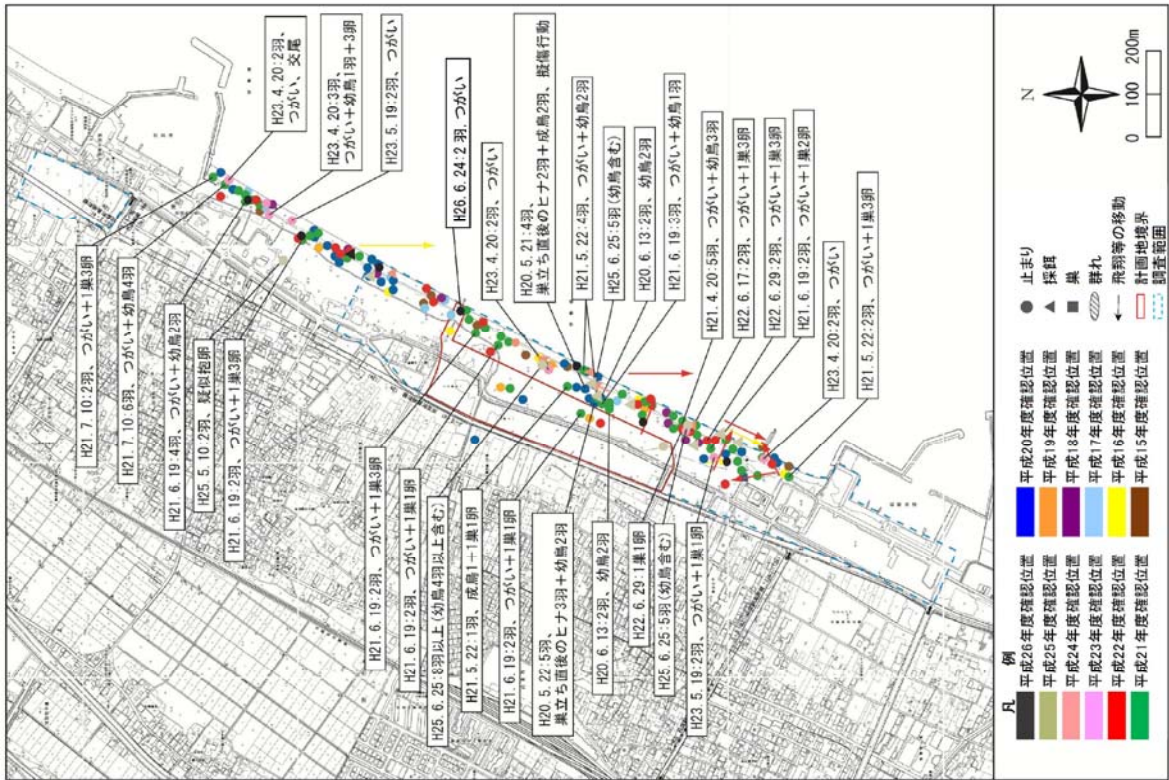 H21.7.10:2羽、つがい+1巣3卵
H21.7.10:6羽、つがい+幼鳥4羽
H21.6.19:4羽、つがい+幼鳥2羽
H25.5.10:2羽、疑似抱卵
H21.6.19:2羽、つがい+1巣3卵
H21.6.19:2羽、つがい+1巣3卵
H21.6.19:2羽、つがい+1巣1卵
H25.6.25:8羽以上(幼鳥4羽以上含む)
H21.5.22:1羽、成鳥1+1巣1卵
H21.6.19:2羽、つがい+1巣1卵
H20.5.22:5羽、
巣立ち直後のヒナ3羽+幼鳥2羽
H20.6.13:2羽、幼鳥2羽
H22.6.29:1巣1卵
H25.6.25:5羽(幼鳥含む)
H23.5.19:2羽、つがい+1巣1卵
H23.4.20:2羽、
つがい、交尾
H23.4.20:3羽、
つがい+幼鳥1羽+3卵
H23.5.19:2羽、つがい
H26.6.24:2羽、つがい
H23.4.20:2羽、つがい
H20.5.21:4羽、
巣立ち直後のヒナ2羽+成鳥2羽、擬傷行動
H21.5.22:4羽、つがい+幼鳥2羽
H25.6.25:5羽(幼鳥含む)
H20.6.13:2羽、幼鳥2羽
H21.6.19:3羽、つがい+幼鳥1羽
H21.4.20:5羽、つがい+幼鳥3羽
H22.6.17:2羽、つがい+1巣3卵
H22.6.29:2羽、つがい+1巣3卵
H21.6.19:2羽、つがい+1巣2卵
H23.4.20:2羽、つがい
H21.5.22:2羽、つがい+1巣3卵
凡 例
平成26年度確認位置
平成25年度確認位置
平成24年度確認位置
平成23年度確認位置
平成22年度確認位置
平成21年度確認位置
平成20年度確認位置
平成19年度確認位置
平成18年度確認位置
平成17年度確認位置
平成16年度確認位置
平成15年度確認位置
止まり
採餌
巣
群れ
飛翔等の移動
計画地境界
調査範囲
N
0 100 200m